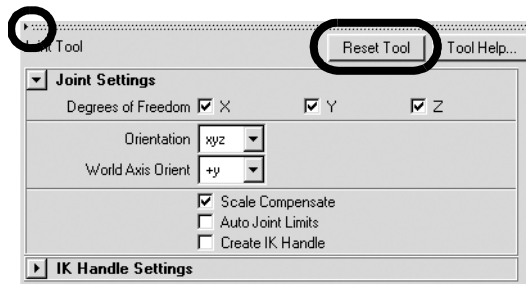 Joint Tool Reset Tool Tool Help...
Joint Settings
Degrees of Freedom X Y Z
Orientation xyz
World Axis Orient +y
Scale Compensate
Auto Joint Limits
Create IK Handle
IK Handle Settings